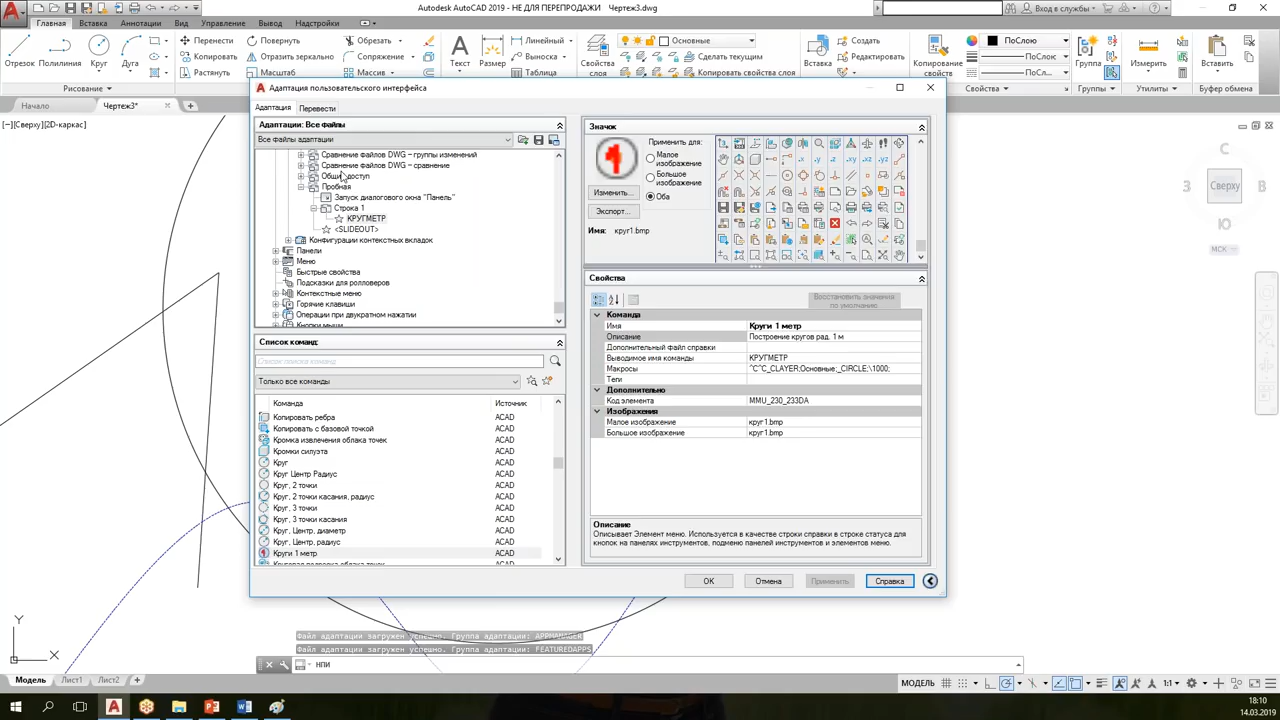 Autodesk AutoCAD 2019 - НЕ ДЛЯ ПЕРЕПРОДАЖИ Чертеж3.dwg
Вход в службы
Главная Вставка Аннотации Вид Управление Вывод Надстройки
Отрезок Полилиния Круг Дуга
Перенести Повернуть Обрезать
Копировать Отразить зеркально Сопряжение
Растянуть Масштаб Массив
Текст Размер
Линейный
Выноска
Таблица
Свойства слоя
Основные
Сделать текущим
Копировать свойства слоя
Вставить
Создать
Редактировать
Копирование свойств
ПоСлою
ПоСлою
ПоСл...
Группа
Измерить
Вставить
Рисование
Свойства
Группы
Утилиты
Буфер обмена
Начало Чертеж3*
[−][Сверху][2D-каркас]
Адаптация пользовательского интерфейса
Адаптация Перевести
Адаптации: Все файлы
Все файлы адаптации
Сравнение файлов DWG – группы изменений
Сравнение файлов DWG – сравнение
Общий доступ
Пробная
Запуск диалогового окна "Панель"
Строка 1
КРУГМЕТР
<SLIDEOUT>
Конфигурации контекстных вкладок
Панели
Меню
Быстрые свойства
Подсказки для ролловеров
Контекстные меню
Горячие клавиши
Операции при двукратном нажатии
Кнопки мыши
Список команд:
Список поиска команд
Только все команды
Команда Источник
Копировать ребра ACAD
Копировать с базовой точкой ACAD
Кромка извлечения облака точек ACAD
Кромки силуэта ACAD
Круг ACAD
Круг Центр Радиус ACAD
Круг, 2 точки ACAD
Круг, 2 точки касания, радиус ACAD
Круг, 3 точки ACAD
Круг, 3 точки касания ACAD
Круг, Центр, диаметр ACAD
Круг, Центр, радиус ACAD
Круги 1 метр ACAD
Значок
Применить для:
Малое изображение
Большое изображение
Оба
Изменить...
Экспорт...
Имя: круг1.bmp
Свойства
Восстановить значения по умолчанию
Команда
Имя Круги 1 метр
Описание Построение кругов рад. 1 м
Дополнительный файл справки
Выводимое имя команды КРУГМЕТР
Макросы ^C^C_CLAYER;Основные;_CIRCLE;\1000;
Теги
Дополнительно
Код элемента MMU_230_233DA
Изображения
Малое изображение круг1.bmp
Большое изображение круг1.bmp
Описание
Описывает Элемент меню. Используется в качестве строки справки в строке статуса для
кнопок на панелях инструментов, подменю панелей инструментов и элементов меню.
OK Отмена Применить Справка
С
З Сверху В
Ю
МСК
Y
X
Файл адаптации загружен успешно. Группа адаптации: APPMANAGER
Файл адаптации загружен успешно. Группа адаптации: FEATUREDAPPS
НПИ
Модель Лист1 Лист2 +
МОДЕЛЬ
1:1
18:10
14.03.2019